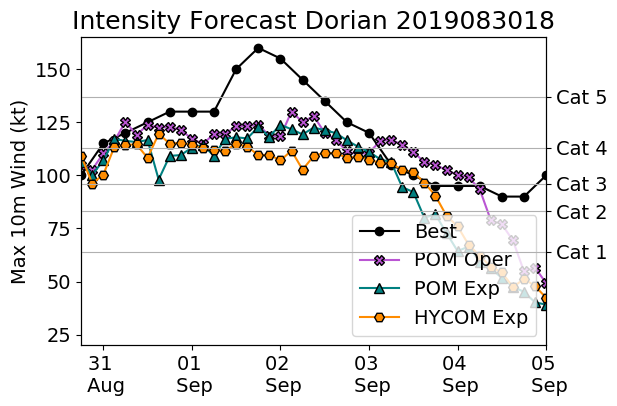 Intensity Forecast Dorian 2019083018
Max 10m Wind (kt)
150
125
100
75
50
25
Cat 5
Cat 4
Cat 3
Cat 2
Cat 1
Best
POM Oper
POM Exp
HYCOM Exp
31 01 02 03 04 05
Aug Sep Sep Sep Sep Sep